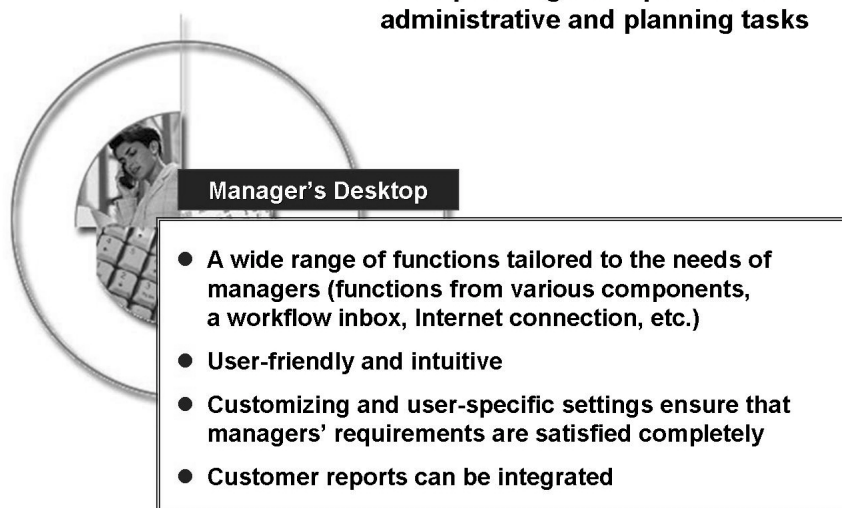 administrative and planning tasks
Manager's Desktop
● A wide range of functions tailored to the needs of
managers (functions from various components,
a workflow inbox, Internet connection, etc.)
● User-friendly and intuitive
● Customizing and user-specific settings ensure that
managers' requirements are satisfied completely
● Customer reports can be integrated